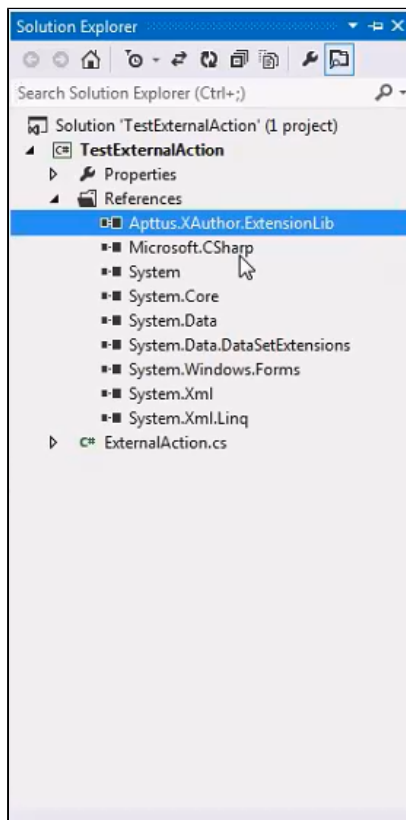 Solution Explorer
Search Solution Explorer (Ctrl+;)
Solution 'TestExternalAction' (1 project)
C# TestExternalAction
Properties
References
Apttus.XAuthor.ExtensionLib
Microsoft.CSharp
System
System.Core
System.Data
System.Data.DataSetExtensions
System.Windows.Forms
System.Xml
System.Xml.Linq
C# ExternalAction.cs